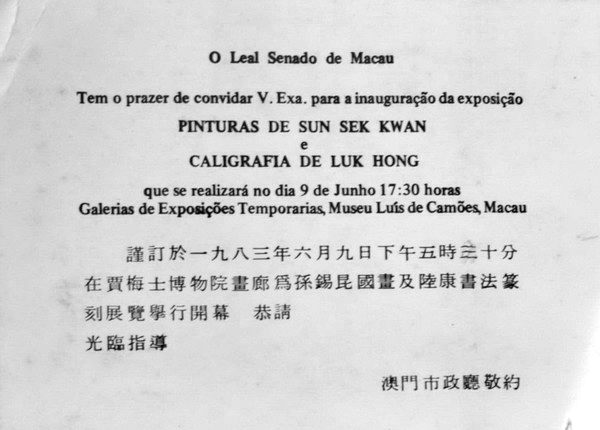 O Leal Senado de Macau
Tem o prazer de convidar V. Exa. para a inauguração da exposição
PINTURAS DE SUN SEK KWAN
e
CALIGRAFIA DE LUK HONG
que se realizará no dia 9 de Junho 17:30 horas
Galerias de Exposições Temporarias, Museu Luís de Camões, Macau
謹訂於一九八三年六月九日下午五時三十分
在賈梅士博物院畫廊爲孫錫昆國畫及陸康書法篆
刻展覽舉行開幕　恭請
光臨指導
澳門市政廳敬約